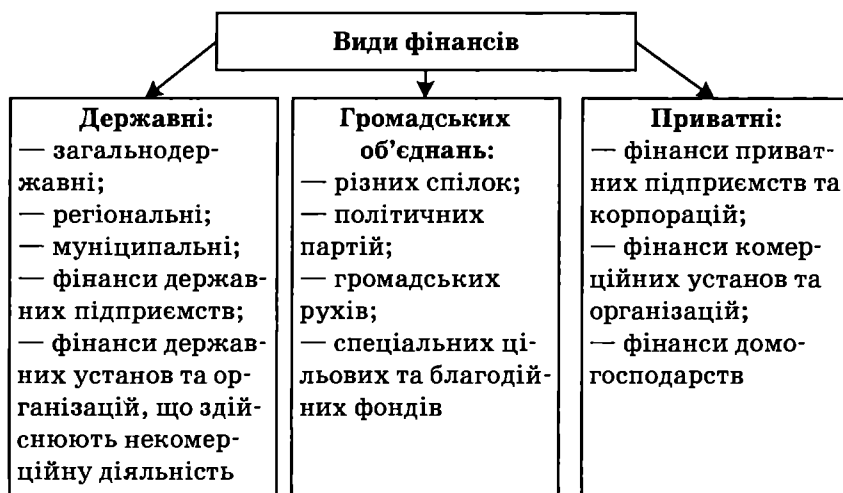 Види фінансів
Державні:
— загальнодер-
жавні;
— регіональні;
— муніципальні;
— фінанси держав-
них підприємств;
— фінанси держав-
них установ та ор-
ганізацій, що здій-
снюють некомер-
ційну діяльність
Громадських
об’єднань:
— різних спілок;
— політичних
партій;
— громадських
рухів;
— спеціальних ці-
льових та благодій-
них фондів
Приватні:
— фінанси приват-
них підприємств та
корпорацій;
— фінанси комер-
ційних установ та
організацій;
— фінанси домо-
господарств